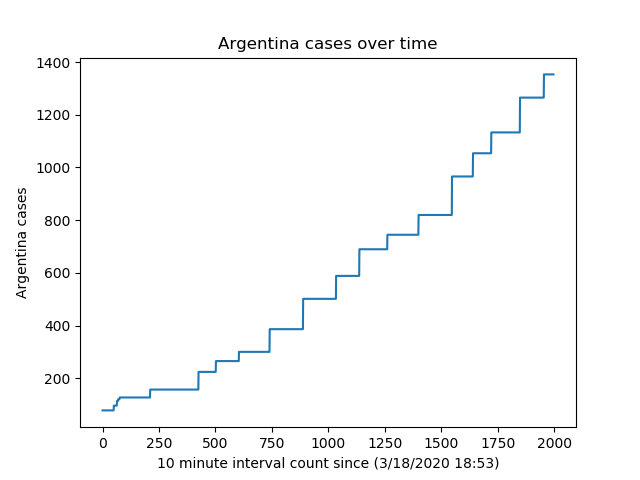 Argentina cases over time
1400
1200
1000
800
600
400
200
Argentina cases
0 250 500 750 1000 1250 1500 1750 2000
10 minute interval count since (3/18/2020 18:53)